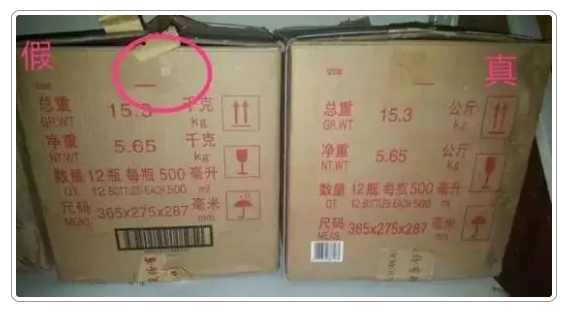 假
总重 15.3 千克
GR.WT kg
净重 5.65 千克
NT.WT kg
数量 12瓶 每瓶 500 毫升
QT. 12 BOTTLES EACH 500 ml
尺码 365x275x287 毫米
MEAS. mm
真
总重 15.3 公斤
GR.WT kg
净重 5.65 公斤
NT.WT kg
数量 12瓶 每瓶 500 毫升
QT. 12 BOTTLES EACH 500 ml
尺码 365x275x287 毫米
MEAS. mm